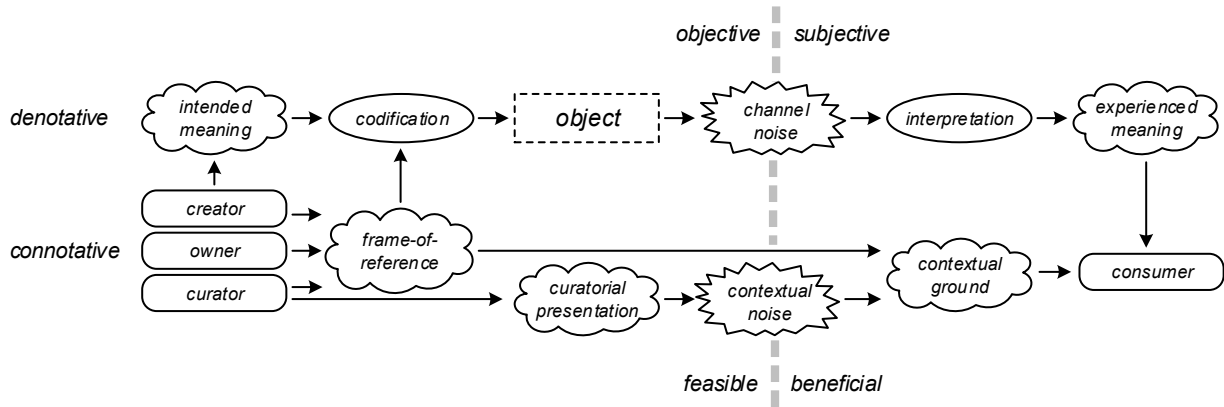 objective subjective
denotative
intended
meaning
codification
object
channel
noise
interpretation
experienced
meaning
creator
connotative
owner
curator
frame-of-
reference
curatorial
presentation
contextual
noise
contextual
ground
consumer
feasible beneficial